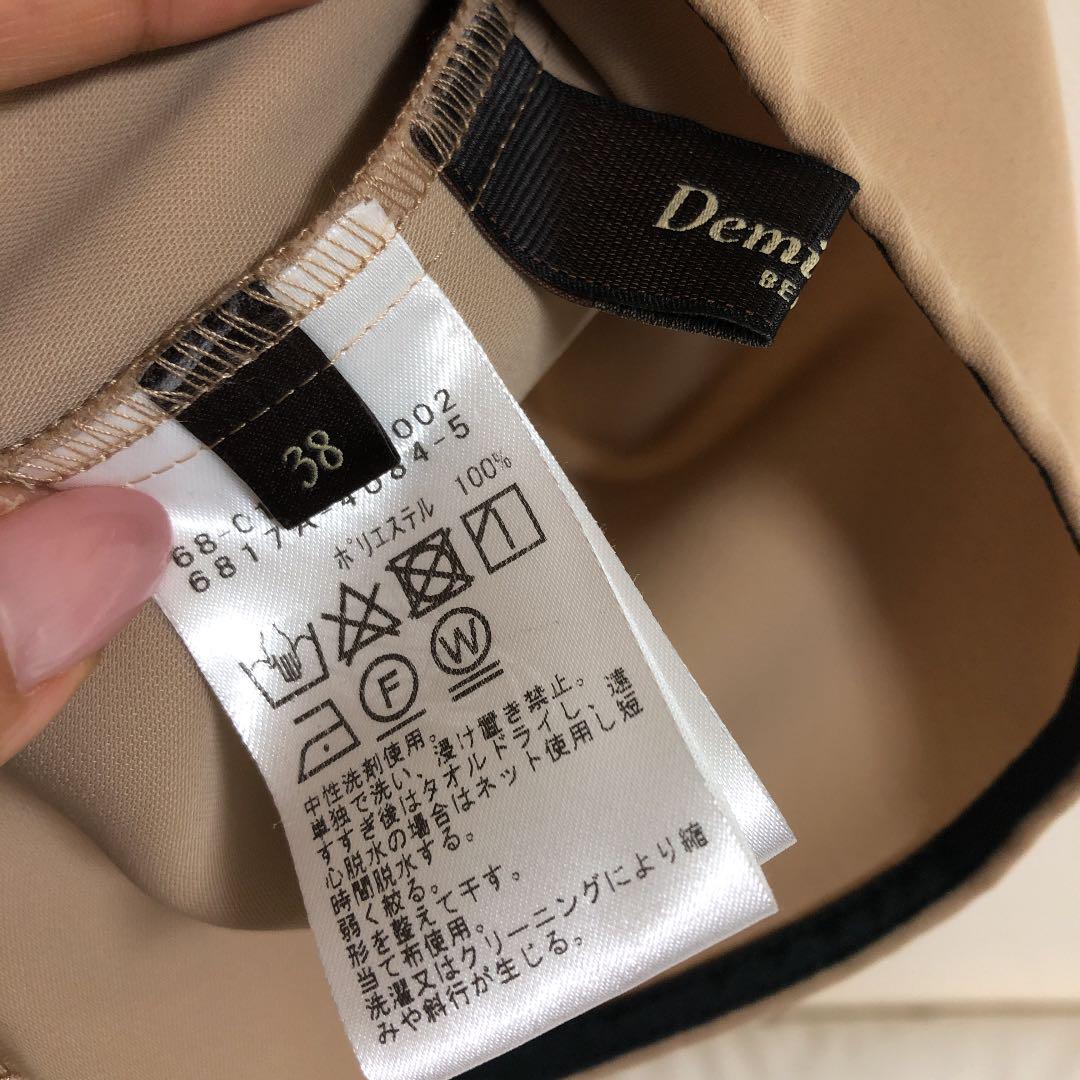 Demi
BE
38
68-C
002
6817A-4084-5
ポリエステル 100%
F
W
中性洗剤使用。
単独で洗い、浸け置き禁止。
すすぎ後はタオルドライし、遠
心脱水の場合はネット使用し短
時間脱水する。
弱く絞る。
形を整えて干す。
当て布使用。
洗濯又はクリーニングにより縮
みや斜行が生じる。